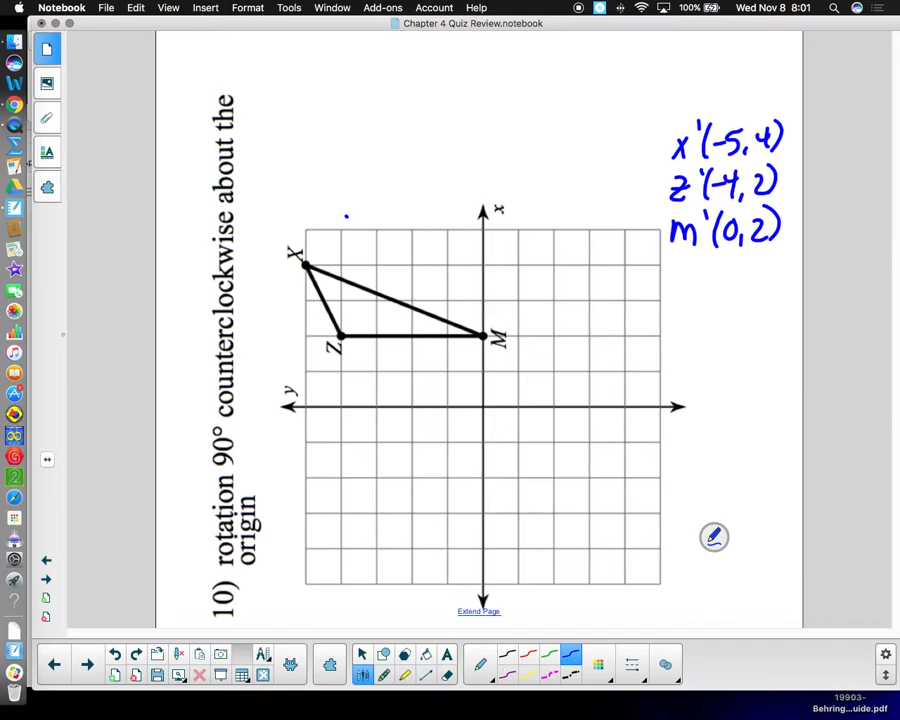 Notebook File Edit View Insert Format Tools Window Add-ons Account Help 100% Wed Nov 8 8:01
Chapter 4 Quiz Review.notebook
10) rotation 90° counterclockwise about the
origin
x'(-5,4)
z'(-4,2)
m'(0,2)
x
X
Z
M
y
Extend Page
19903-
Behring...uide.pdf